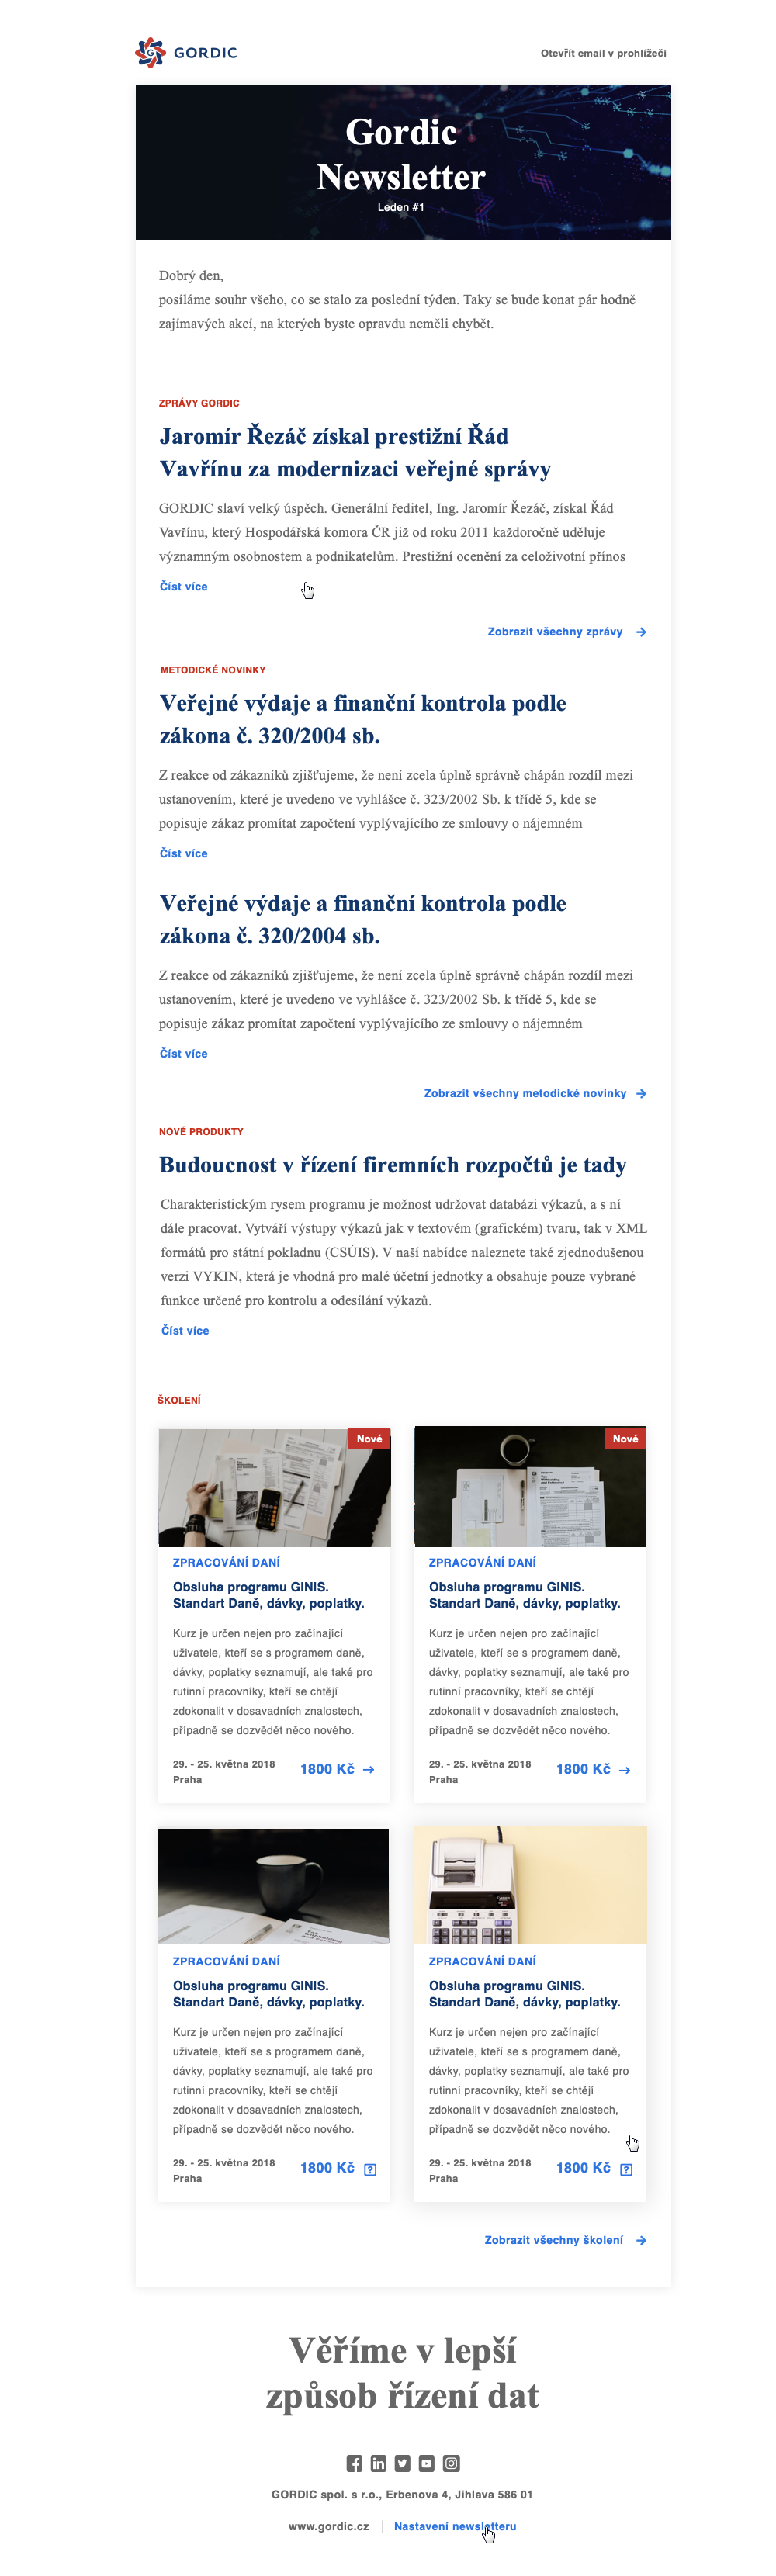 GORDIC
Otevřít email v prohlížeči
Gordic
Newsletter
Leden #1
Dobrý den,
posíláme souhr všeho, co se stalo za poslední týden. Taky se bude konat pár hodně
zajímavých akcí, na kterých byste opravdu neměli chybět.
ZPRÁVY GORDIC
Jaromír Řezáč získal prestižní Řád
Vavřínu za modernizaci veřejné správy
GORDIC slaví velký úspěch. Generální ředitel, Ing. Jaromír Řezáč, získal Řád
Vavřínu, který Hospodářská komora ČR již od roku 2011 každoročně uděluje
významným osobnostem a podnikatelům. Prestižní ocenění za celoživotní přínos
Číst více
Zobrazit všechny zprávy →
METODICKÉ NOVINKY
Veřejné výdaje a finanční kontrola podle
zákona č. 320/2004 sb.
Z reakce od zákazníků zjišťujeme, že není zcela úplně správně chápán rozdíl mezi
ustanovením, které je uvedeno ve vyhlášce č. 323/2002 Sb. k třídě 5, kde se
popisuje zákaz promítat započtení vyplývajícího ze smlouvy o nájemném
Číst více
Veřejné výdaje a finanční kontrola podle
zákona č. 320/2004 sb.
Z reakce od zákazníků zjišťujeme, že není zcela úplně správně chápán rozdíl mezi
ustanovením, které je uvedeno ve vyhlášce č. 323/2002 Sb. k třídě 5, kde se
popisuje zákaz promítat započtení vyplývajícího ze smlouvy o nájemném
Číst více
Zobrazit všechny metodické novinky →
NOVÉ PRODUKTY
Budoucnost v řízení firemních rozpočtů je tady
Charakteristickým rysem programu je možnost udržovat databázi výkazů, a s ní
dále pracovat. Vytváří výstupy výkazů jak v textovém (grafickém) tvaru, tak v XML
formátů pro státní pokladnu (CSÚIS). V naší nabídce naleznete také zjednodušenou
verzi VYKIN, která je vhodná pro malé účetní jednotky a obsahuje pouze vybrané
funkce určené pro kontrolu a odesílání výkazů.
Číst více
ŠKOLENÍ
Nové
ZPRACOVÁNÍ DANÍ
Obsluha programu GINIS.
Standart Daně, dávky, poplatky.
Kurz je určen nejen pro začínající
uživatele, kteří se s programem daně,
dávky, poplatky seznamují, ale také pro
rutinní pracovníky, kteří se chtějí
zdokonalit v dosavadních znalostech,
případně se dozvědět něco nového.
29. - 25. května 2018
Praha
1800 Kč →
Nové
ZPRACOVÁNÍ DANÍ
Obsluha programu GINIS.
Standart Daně, dávky, poplatky.
Kurz je určen nejen pro začínající
uživatele, kteří se s programem daně,
dávky, poplatky seznamují, ale také pro
rutinní pracovníky, kteří se chtějí
zdokonalit v dosavadních znalostech,
případně se dozvědět něco nového.
29. - 25. května 2018
Praha
1800 Kč →
ZPRACOVÁNÍ DANÍ
Obsluha programu GINIS.
Standart Daně, dávky, poplatky.
Kurz je určen nejen pro začínající
uživatele, kteří se s programem daně,
dávky, poplatky seznamují, ale také pro
rutinní pracovníky, kteří se chtějí
zdokonalit v dosavadních znalostech,
případně se dozvědět něco nového.
29. - 25. května 2018
Praha
1800 Kč ?
ZPRACOVÁNÍ DANÍ
Obsluha programu GINIS.
Standart Daně, dávky, poplatky.
Kurz je určen nejen pro začínající
uživatele, kteří se s programem daně,
dávky, poplatky seznamují, ale také pro
rutinní pracovníky, kteří se chtějí
zdokonalit v dosavadních znalostech,
případně se dozvědět něco nového.
29. - 25. května 2018
Praha
1800 Kč ?
Zobrazit všechny školení →
Věříme v lepší
způsob řízení dat
GORDIC spol. s r.o., Erbenova 4, Jihlava 586 01
www.gordic.cz
Nastavení newsletteru